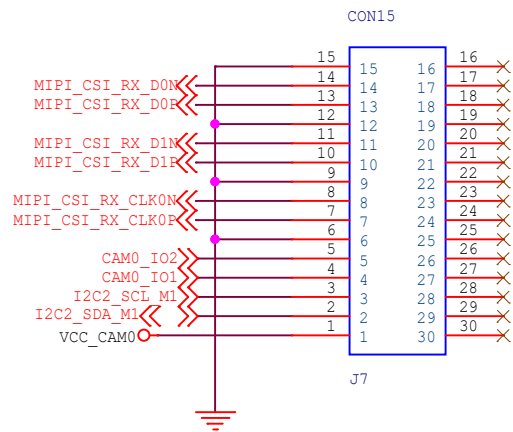 CON15
15 15 16 16
MIPI_CSI_RX_D0N 14 14 17 17
MIPI_CSI_RX_D0P 13 13 18 18
12 12 19 19
MIPI_CSI_RX_D1N 11 11 20 20
MIPI_CSI_RX_D1P 10 10 21 21
9 9 22 22
MIPI_CSI_RX_CLK0N 8 8 23 23
MIPI_CSI_RX_CLK0P 7 7 24 24
6 6 25 25
CAM0_IO2 5 5 26 26
CAM0_IO1 4 4 27 27
I2C2_SCL_M1 3 3 28 28
I2C2_SDA_M1 2 2 29 29
VCC_CAM0 1 1 30 30
J7